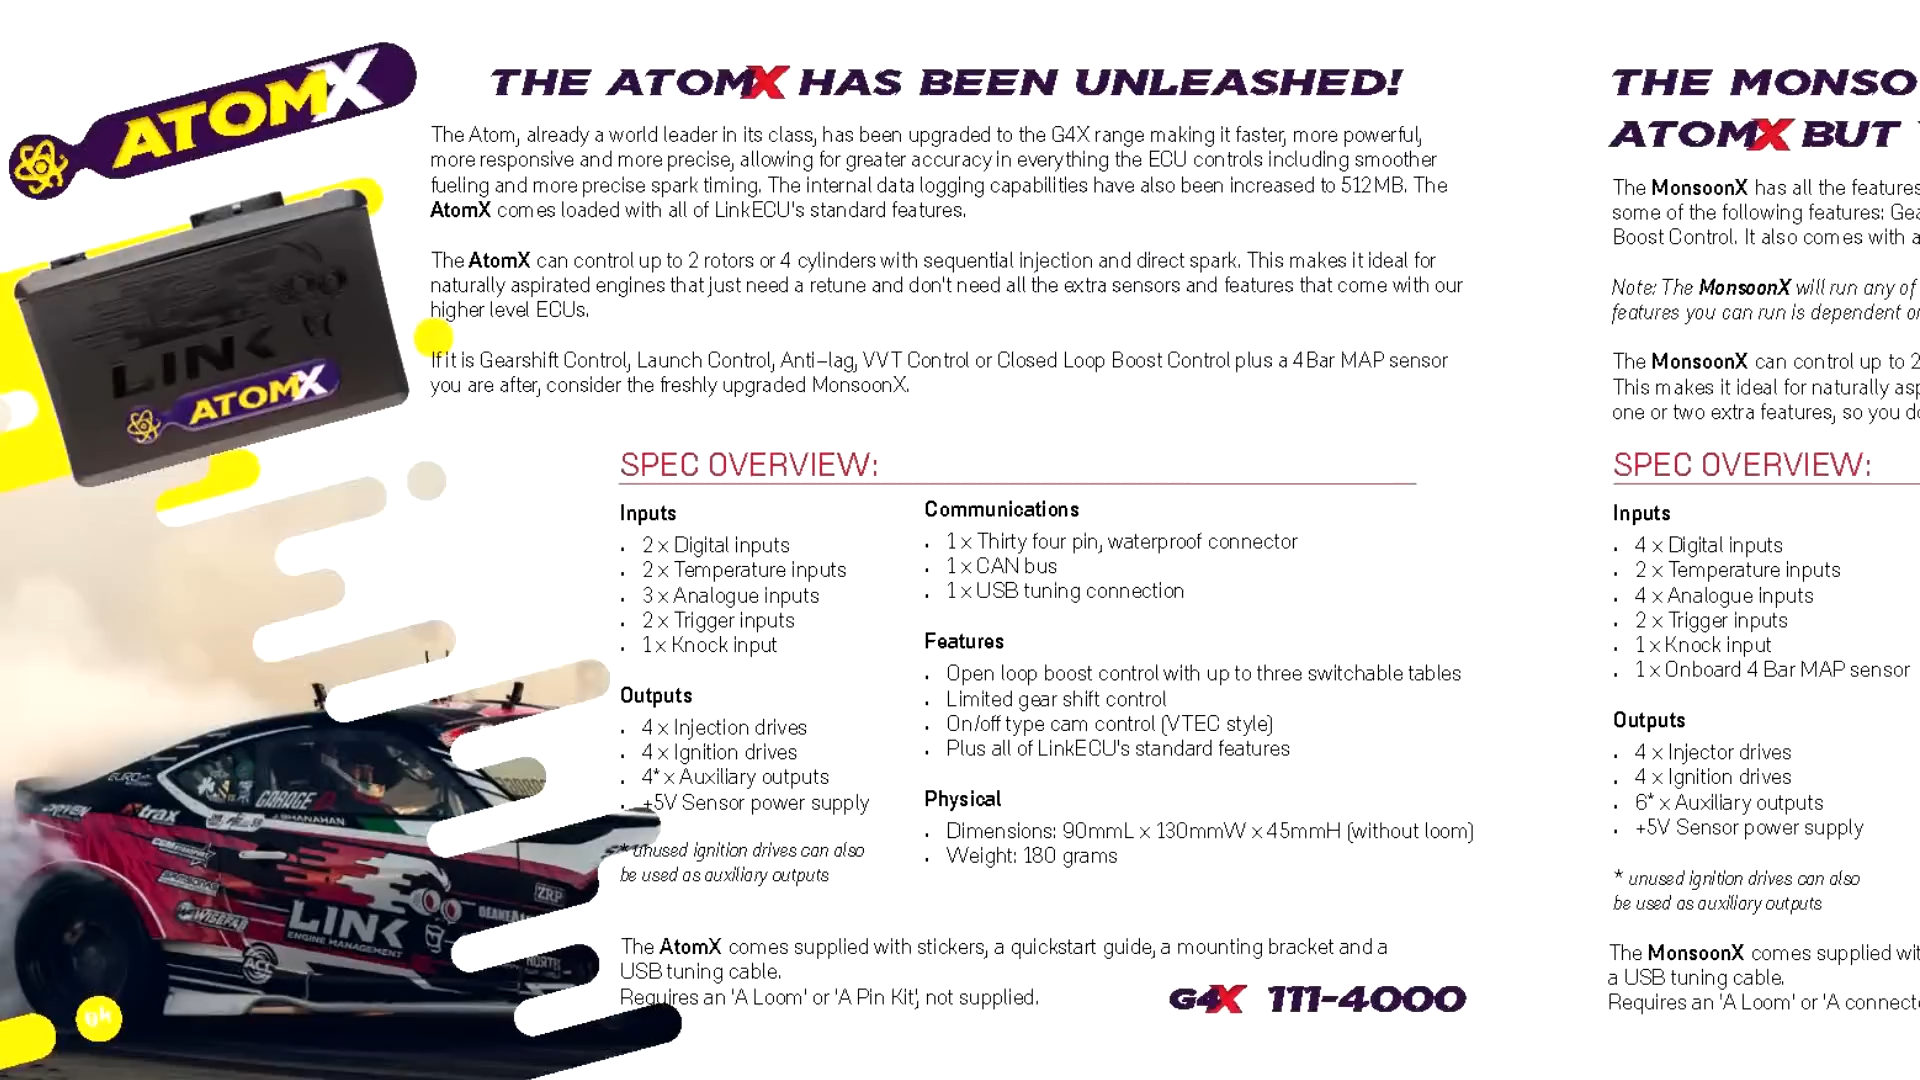 ATOMX
THE ATOMX HAS BEEN UNLEASHED!
The Atom, already a world leader in its class, has been upgraded to the G4X range making it faster, more powerful,
more responsive and more precise, allowing for greater accuracy in everything the ECU controls including smoother
fueling and more precise spark timing. The internal data logging capabilities have also been increased to 512MB. The
AtomX comes loaded with all of LinkECU's standard features.
The AtomX can control up to 2 rotors or 4 cylinders with sequential injection and direct spark. This makes it ideal for
naturally aspirated engines that just need a retune and don't need all the extra sensors and features that come with our
higher level ECUs.
If it is Gearshift Control, Launch Control, Anti-lag, VVT Control or Closed Loop Boost Control plus a 4Bar MAP sensor
you are after, consider the freshly upgraded MonsoonX.
LINK
ATOMX
SPEC OVERVIEW:
Inputs
• 2 x Digital inputs
• 2 x Temperature inputs
• 3 x Analogue inputs
• 2 x Trigger inputs
• 1 x Knock input
Outputs
• 4 x Injection drives
• 4 x Ignition drives
• 4* x Auxiliary outputs
• +5V Sensor power supply
* unused ignition drives can also
be used as auxiliary outputs
Communications
• 1 x Thirty four pin, waterproof connector
• 1 x CAN bus
• 1 x USB tuning connection
Features
• Open loop boost control with up to three switchable tables
• Limited gear shift control
• On/off type cam control (VTEC style)
• Plus all of LinkECU's standard features
Physical
• Dimensions: 90mmL x 130mmW x 45mmH (without loom)
• Weight: 180 grams
The AtomX comes supplied with stickers, a quickstart guide, a mounting bracket and a
USB tuning cable.
Requires an 'A Loom' or 'A Pin Kit', not supplied.
G4X 111-4000
GARAGE
J. SHANAHAN
trax
WISEFAB
LINK
ENGINE MANAGEMENT
ZRP
ACC
NORTH
THE MONSO
ATOMX BUT
The MonsoonX has all the features
some of the following features: Gea
Boost Control. It also comes with a
Note: The MonsoonX will run any of
features you can run is dependent o
The MonsoonX can control up to 2
This makes it ideal for naturally asp
one or two extra features, so you do
SPEC OVERVIEW:
Inputs
• 4 x Digital inputs
• 2 x Temperature inputs
• 4 x Analogue inputs
• 2 x Trigger inputs
• 1 x Knock input
• 1 x Onboard 4 Bar MAP sensor
Outputs
• 4 x Injector drives
• 4 x Ignition drives
• 6* x Auxiliary outputs
• +5V Sensor power supply
* unused ignition drives can also
be used as auxiliary outputs
The MonsoonX comes supplied wit
a USB tuning cable.
Requires an 'A Loom' or 'A connect